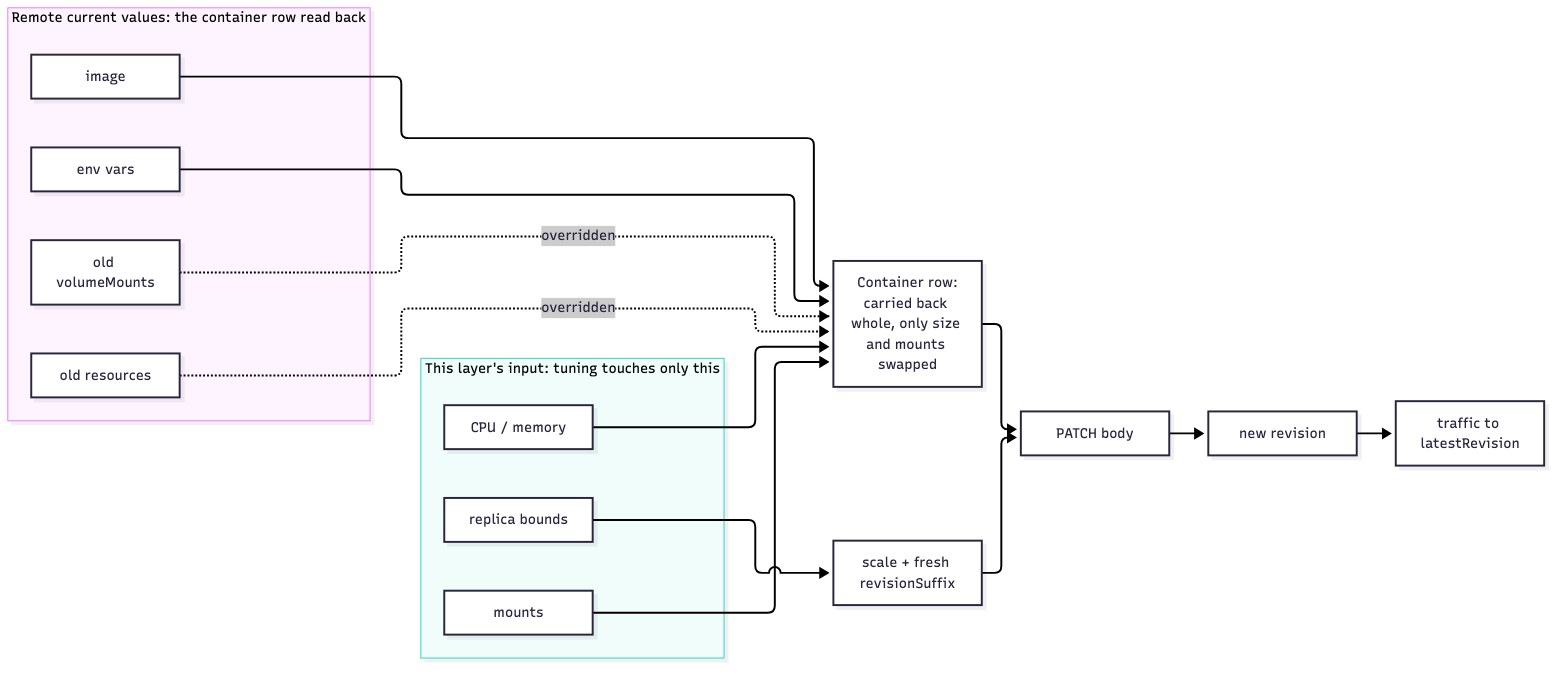 Remote current values: the container row read back
image
env vars
old
volumeMounts
old resources
overridden
overridden
This layer's input: tuning touches only this
CPU / memory
replica bounds
mounts
Container row:
carried back
whole, only size
and mounts
swapped
scale + fresh
revisionSuffix
PATCH body
new revision
traffic to
latestRevision